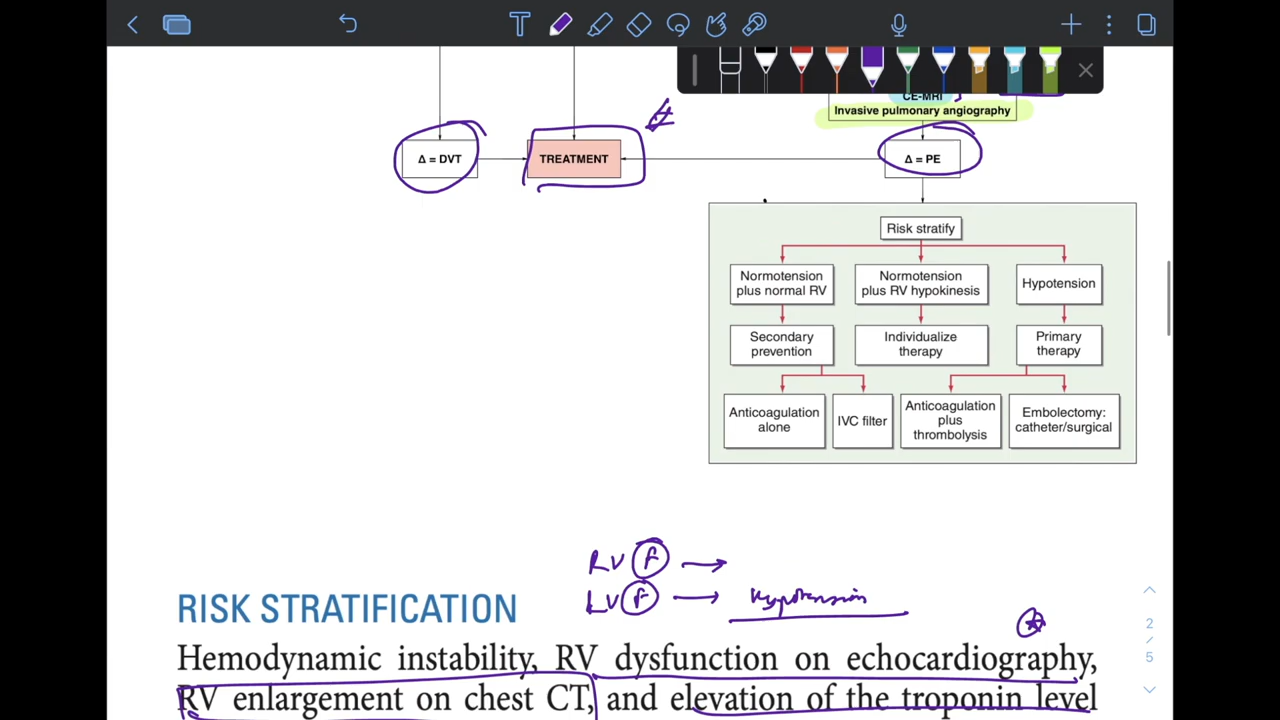 CE-MRI
Invasive pulmonary angiography
Δ = DVT
TREATMENT
Δ = PE
Risk stratify
Normotension
plus normal RV
Normotension
plus RV hypokinesis
Hypotension
Secondary
prevention
Individualize
therapy
Primary
therapy
Anticoagulation
alone
IVC filter
Anticoagulation
plus
thrombolysis
Embolectomy:
catheter/surgical
RV f →
LV f → Hypotension
RISK STRATIFICATION
Hemodynamic instability, RV dysfunction on echocardiography,
RV enlargement on chest CT, and elevation of the troponin level
2
/
5